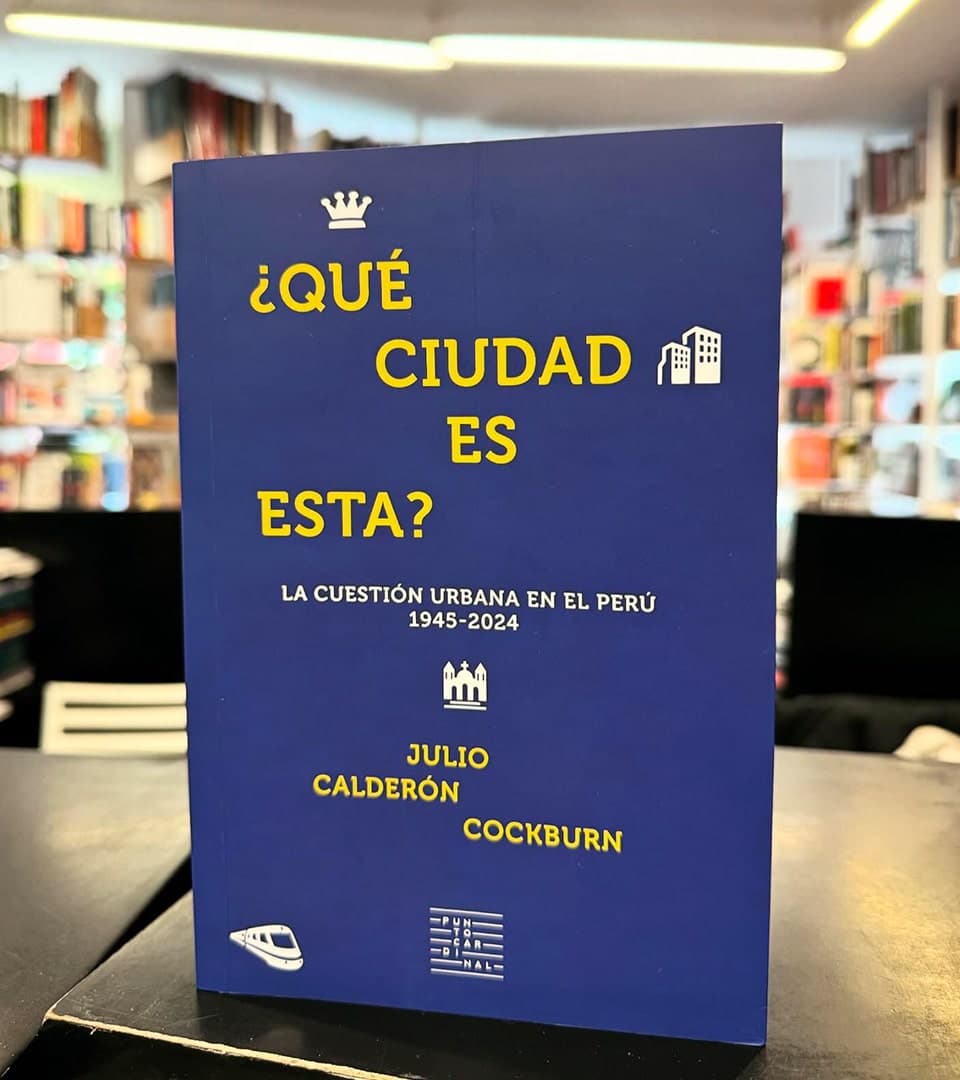 ¿QUÉ
CIUDAD
ES
ESTA?
LA CUESTIÓN URBANA EN EL PERÚ
1945-2024
JULIO
CALDERÓN
COCKBURN
PUN
TO
CAR
DI
NAL